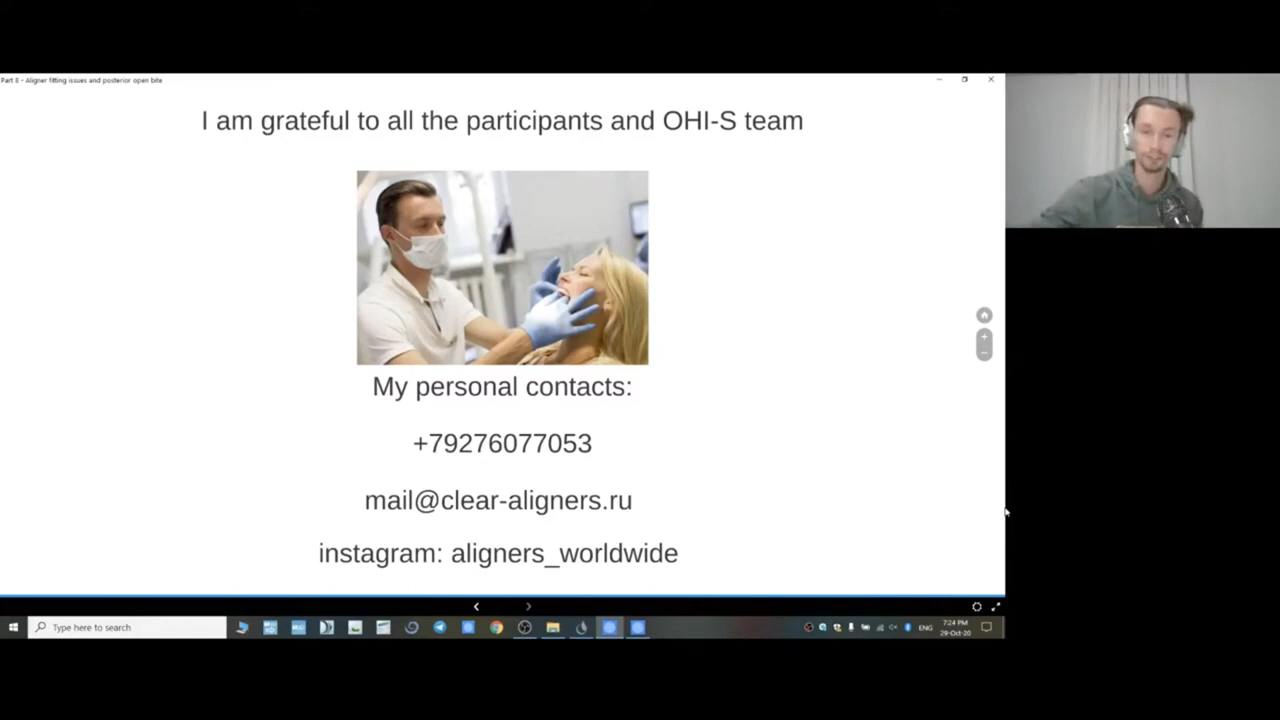 Part 8 - Aligner fitting issues and posterior open bite
I am grateful to all the participants and OHI-S team
My personal contacts:
+79276077053
mail@clear-aligners.ru
instagram: aligners_worldwide
Type here to search
ENG
7:24 PM
29-Oct-20